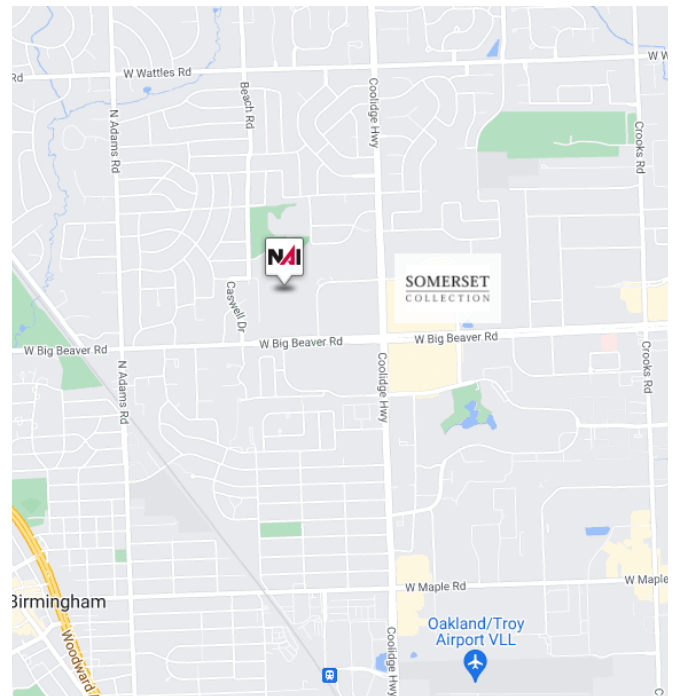 W Wattles Rd
Rd
W W
Beach Rd
Coolidge Hwy
N Adams Rd
Crooks Rd
NAI
SOMERSET
COLLECTION
Caswell Dr
W Big Beaver Rd
W Big Beaver Rd
W Big Beaver Rd
N Adams Rd
Coolidge Hwy
Crooks Rd
W Maple Rd
W Maple
Birmingham
Woodward
Oakland/Troy
Airport VLL
Coolidge Hwy
C